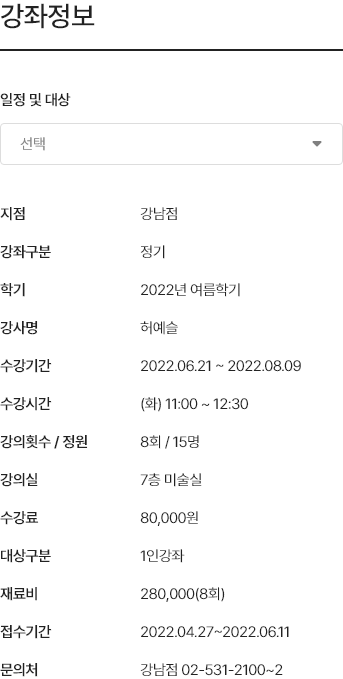 강좌정보
일정 및 대상
선택
지점 강남점
강좌구분 정기
학기 2022년 여름학기
강사명 허예슬
수강기간 2022.06.21 ~ 2022.08.09
수강시간 (화) 11:00 ~ 12:30
강의횟수 / 정원 8회 / 15명
강의실 7층 미술실
수강료 80,000원
대상구분 1인강좌
재료비 280,000(8회)
접수기간 2022.04.27~2022.06.11
문의처 강남점 02-531-2100~2